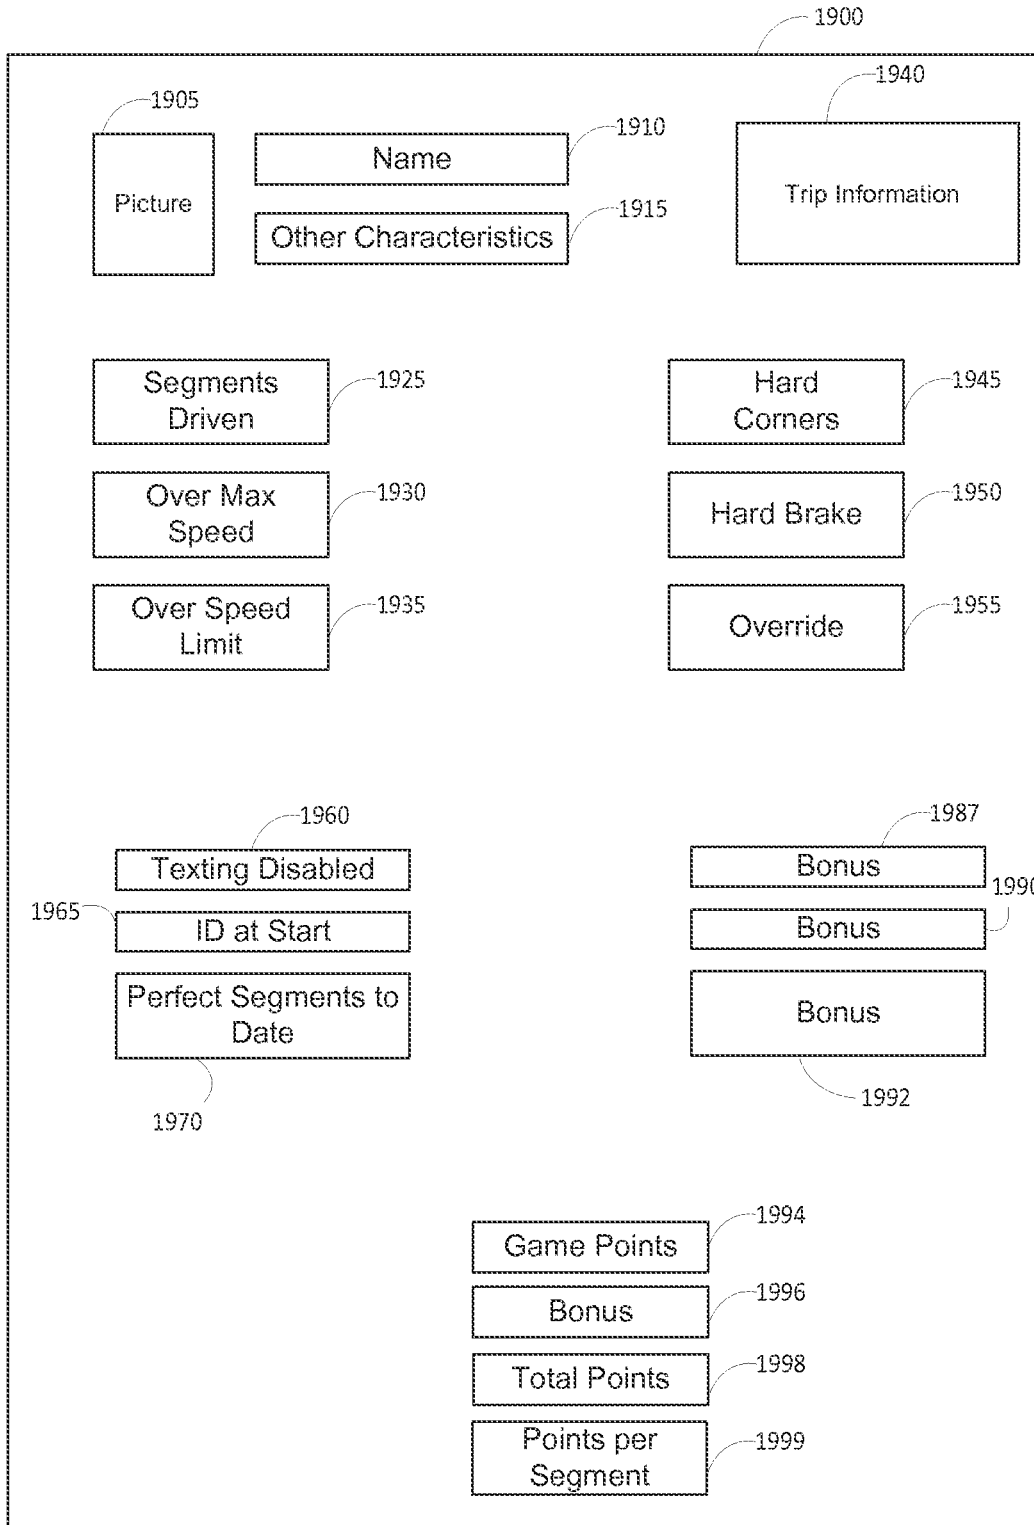 1900
1905
1910
1940
Picture
Name
Trip Information
1915
Other Characteristics
Segments
Driven
1925
Hard
Corners
1945
Over Max
Speed
1930
Hard Brake
1950
Over Speed
Limit
1935
Override
1955
1960
1987
Texting Disabled
Bonus
1965
ID at Start
Bonus
1990
Perfect Segments to
Date
Bonus
1970
1992
Game Points
1994
Bonus
1996
Total Points
1998
Points per
Segment
1999